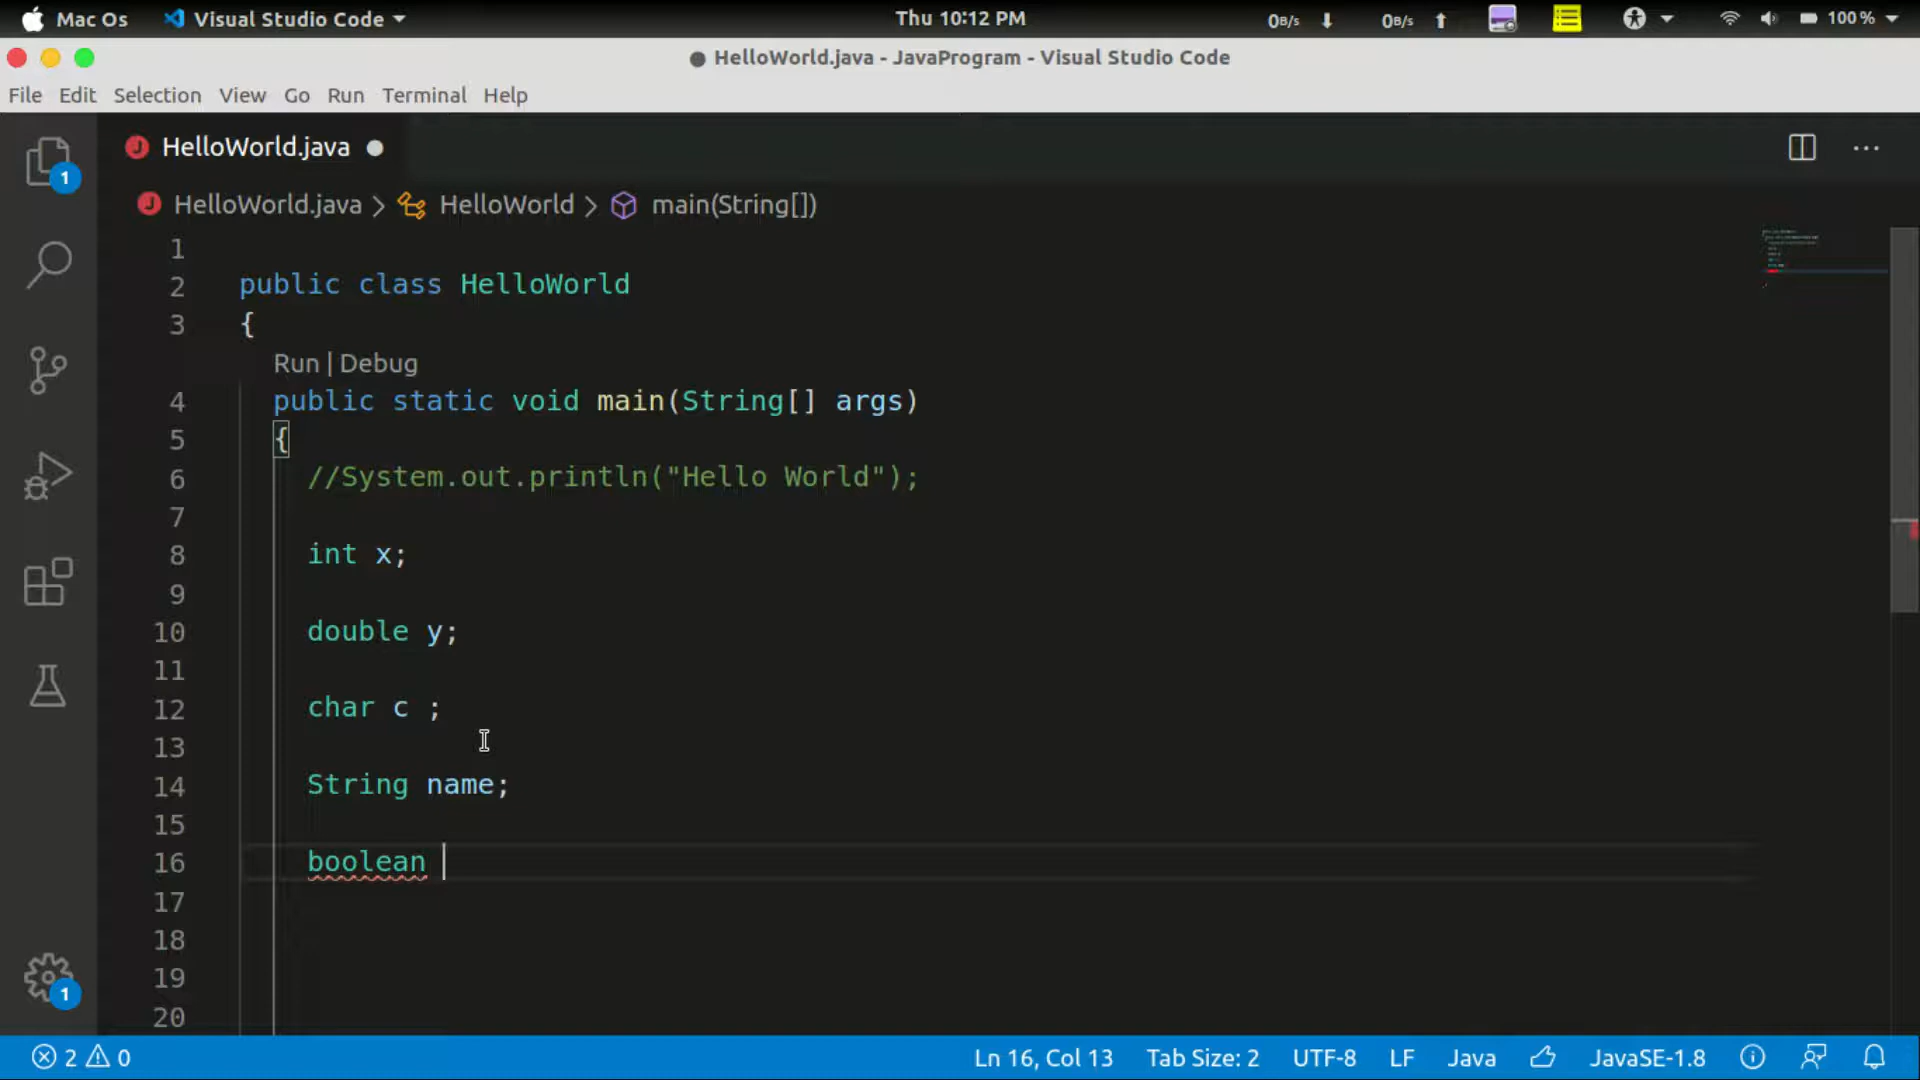 Mac Os Visual Studio Code Thu 10:12 PM 0B/s 0B/s 100 %
HelloWorld.java - JavaProgram - Visual Studio Code
File Edit Selection View Go Run Terminal Help
HelloWorld.java
HelloWorld.java > HelloWorld > main(String[])
1
2 public class HelloWorld
3 {
Run | Debug
4 public static void main(String[] args)
5 {
6 //System.out.println("Hello World");
7
8 int x;
9
10 double y;
11
12 char c ;
13
14 String name;
15
16 boolean
17
18
19
20
1
1
2 0 Ln 16, Col 13 Tab Size: 2 UTF-8 LF Java JavaSE-1.8